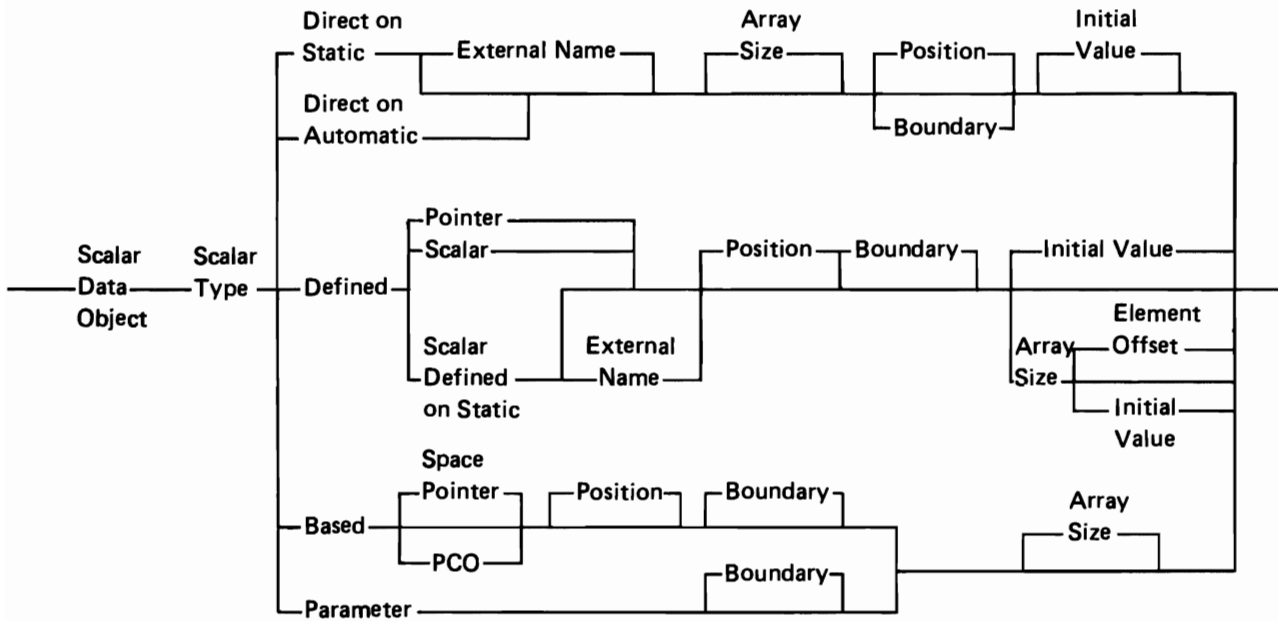 Direct on
Static
External Name
Array
Size
Position
Boundary
Initial
Value
Direct on
Automatic
Scalar
Data
Object
Scalar
Type
Defined
Pointer
Scalar
Scalar
Defined
on Static
External
Name
Position
Boundary
Initial Value
Array
Size
Element
Offset
Initial
Value
Based
Space
Pointer
PCO
Position
Boundary
Array
Size
Parameter
Boundary